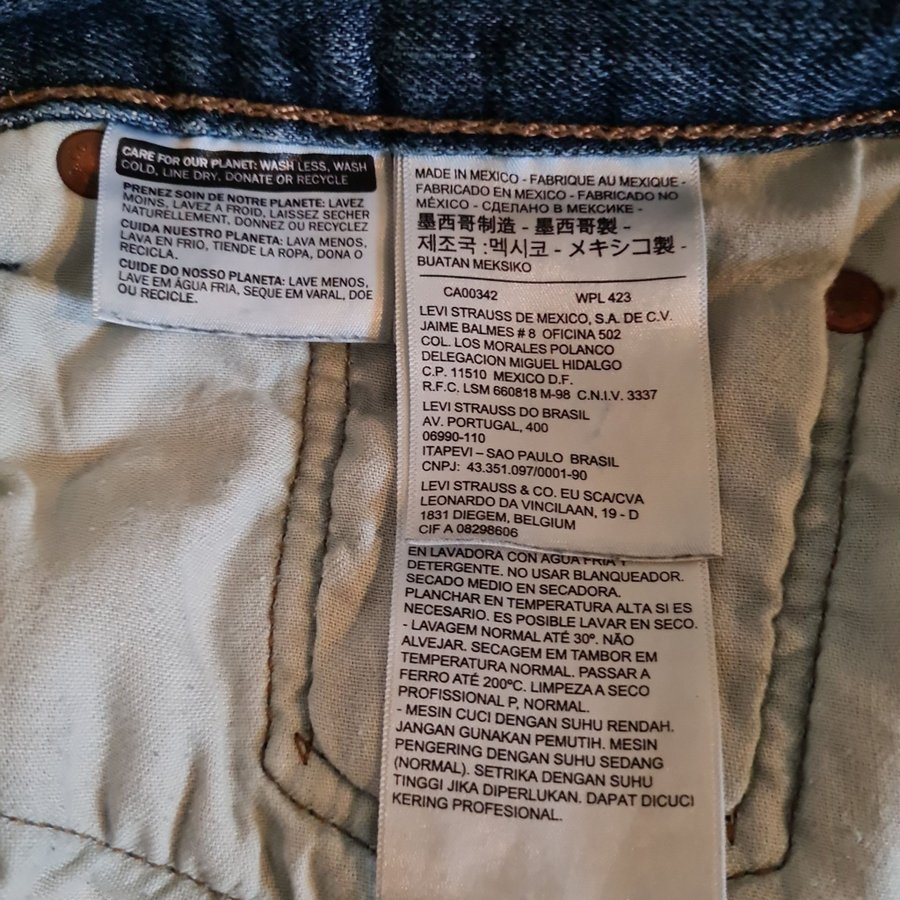 CARE FOR OUR PLANET: WASH LESS, WASH
COLD, LINE DRY, DONATE OR RECYCLE
PRENEZ SOIN DE NOTRE PLANETE: LAVEZ
MOINS, LAVEZ A FROID, LAISSEZ SECHER
NATURELLEMENT, DONNEZ OU RECYCLEZ
CUIDA NUESTRO PLANETA: LAVA MENOS,
LAVA EN FRIO, TIENDE LA ROPA, DONA O
RECICLA.
CUIDE DO NOSSO PLANETA: LAVE MENOS,
LAVE EM ÁGUA FRIA, SEQUE EM VARAL, DOE
OU RECICLE.
MADE IN MEXICO - FABRIQUE AU MEXIQUE -
FABRICADO EN MEXICO - FABRICADO NO
MÉXICO - СДЕЛАНО В МЕКСИКЕ -
墨西哥制造 - 墨西哥製 -
제조국 :멕시코 - メキシコ製 -
BUATAN MEKSIKO
CA00342 WPL 423
LEVI STRAUSS DE MEXICO, S.A. DE C.V.
JAIME BALMES # 8 OFICINA 502
COL. LOS MORALES POLANCO
DELEGACION MIGUEL HIDALGO
C.P. 11510 MEXICO D.F.
R.F.C. LSM 660818 M-98 C.N.I.V. 3337
LEVI STRAUSS DO BRASIL
AV. PORTUGAL, 400
06990-110
ITAPEVI – SAO PAULO BRASIL
CNPJ: 43.351.097/0001-90
LEVI STRAUSS & CO. EU SCA/CVA
LEONARDO DA VINCILAAN, 19 - D
1831 DIEGEM, BELGIUM
CIF A 08298606
EN LAVADORA CON AGUA FRIA Y
DETERGENTE. NO USAR BLANQUEADOR.
SECADO MEDIO EN SECADORA.
PLANCHAR EN TEMPERATURA ALTA SI ES
NECESARIO. ES POSIBLE LAVAR EN SECO.
- LAVAGEM NORMAL ATÉ 30º. NÃO
ALVEJAR. SECAGEM EM TAMBOR EM
TEMPERATURA NORMAL. PASSAR A
FERRO ATÉ 200ºC. LIMPEZA A SECO
PROFISSIONAL P, NORMAL.
- MESIN CUCI DENGAN SUHU RENDAH.
JANGAN GUNAKAN PEMUTIH. MESIN
PENGERING DENGAN SUHU SEDANG
(NORMAL). SETRIKA DENGAN SUHU
TINGGI JIKA DIPERLUKAN. DAPAT DICUCI
KERING PROFESIONAL.